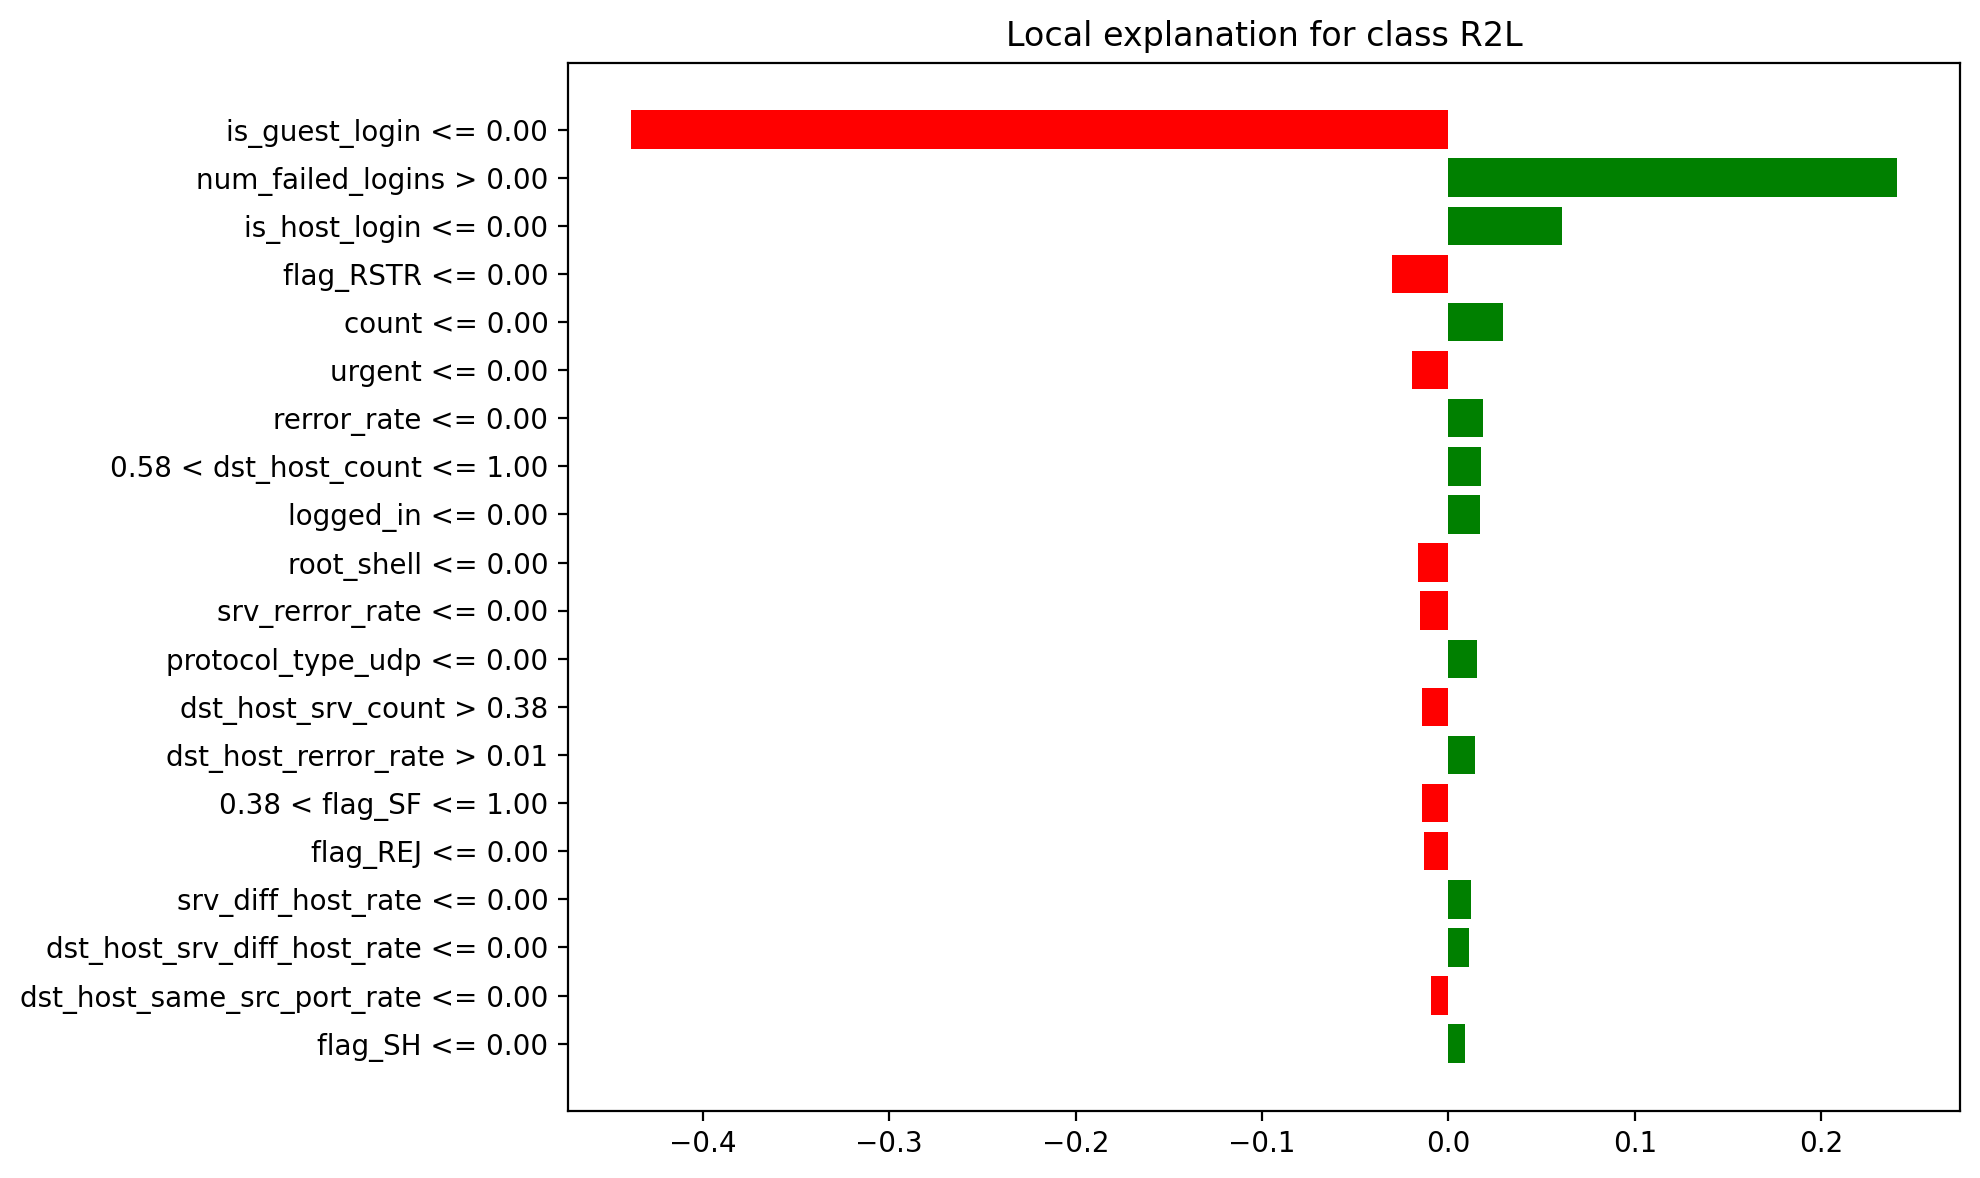 Local explanation for class R2L
is_guest_login <= 0.00
num_failed_logins > 0.00
is_host_login <= 0.00
flag_RSTR <= 0.00
count <= 0.00
urgent <= 0.00
rerror_rate <= 0.00
0.58 < dst_host_count <= 1.00
logged_in <= 0.00
root_shell <= 0.00
srv_rerror_rate <= 0.00
protocol_type_udp <= 0.00
dst_host_srv_count > 0.38
dst_host_rerror_rate > 0.01
0.38 < flag_SF <= 1.00
flag_REJ <= 0.00
srv_diff_host_rate <= 0.00
dst_host_srv_diff_host_rate <= 0.00
dst_host_same_src_port_rate <= 0.00
flag_SH <= 0.00
−0.4 −0.3 −0.2 −0.1 0.0 0.1 0.2